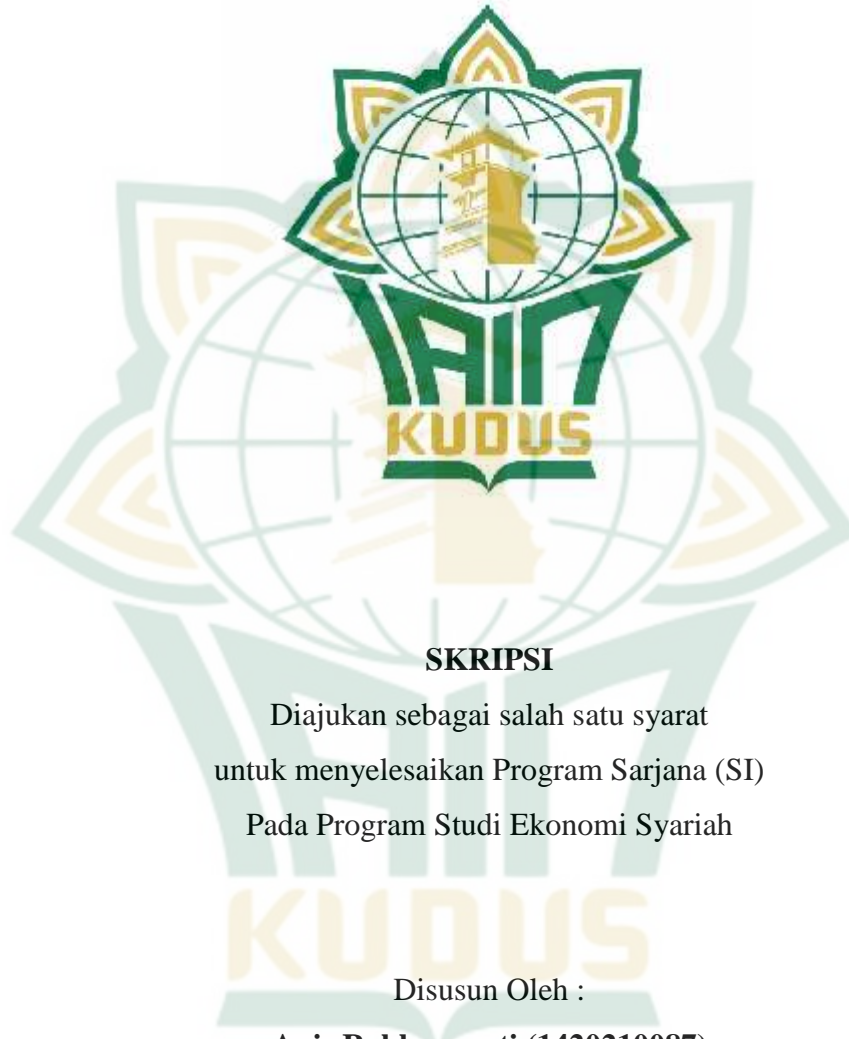 IAIN
KUDUS
SKRIPSI
Diajukan sebagai salah satu syarat
untuk menyelesaikan Program Sarjana (SI)
Pada Program Studi Ekonomi Syariah
Disusun Oleh :